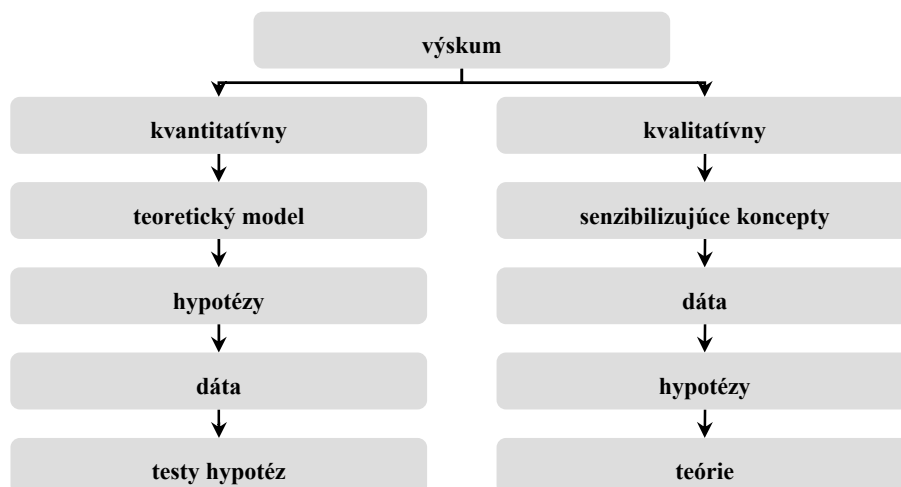 výskum
kvantitatívny
teoretický model
hypotézy
dáta
testy hypotéz
kvalitatívny
senzibilizujúce koncepty
dáta
hypotézy
teórie